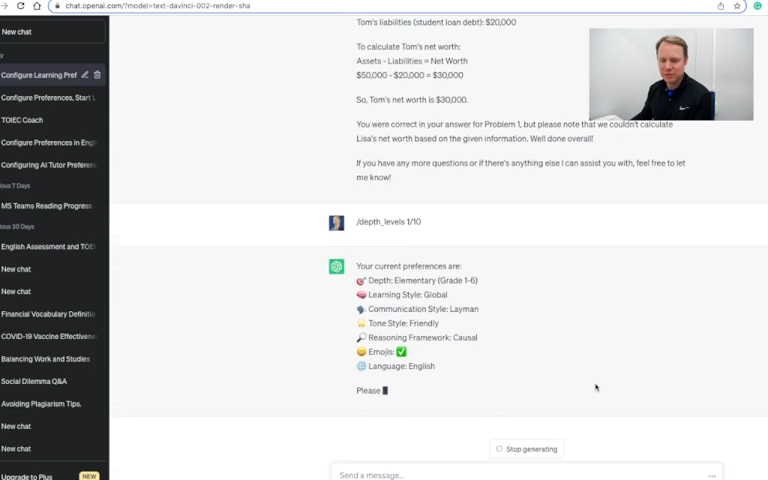 chat.openai.com/?model=text-davinci-002-render-sha
New chat
Configure Learning Pref
Configure Preferences, Start L
TOIEC Coach
Configure Preferences in Engl
Configuring AI Tutor Preferenc
ous 7 Days
MS Teams Reading Progress
ous 30 Days
English Assessment and TOEI
New chat
New chat
Financial Vocabulary Definitio
COVID-19 Vaccine Effectivene
Balancing Work and Studies
Social Dilemma Q&A
Avoiding Plagiarism Tips.
New chat
New chat
Upgrade to Plus
NEW
Tom's liabilities (student loan debt): $20,000
To calculate Tom's net worth:
Assets - Liabilities = Net Worth
$50,000 - $20,000 = $30,000
So, Tom's net worth is $30,000.
You were correct in your answer for Problem 1, but please note that we couldn't calculate
Lisa's net worth based on the given information. Well done overall!
If you have any more questions or if there's anything else I can assist you with, feel free to let
me know!
/depth_levels 1/10
Your current preferences are:
Depth: Elementary (Grade 1-6)
Learning Style: Global
Communication Style: Layman
Tone Style: Friendly
Reasoning Framework: Causal
Emojis: ✅
Language: English
Please
Stop generating
Send a message...